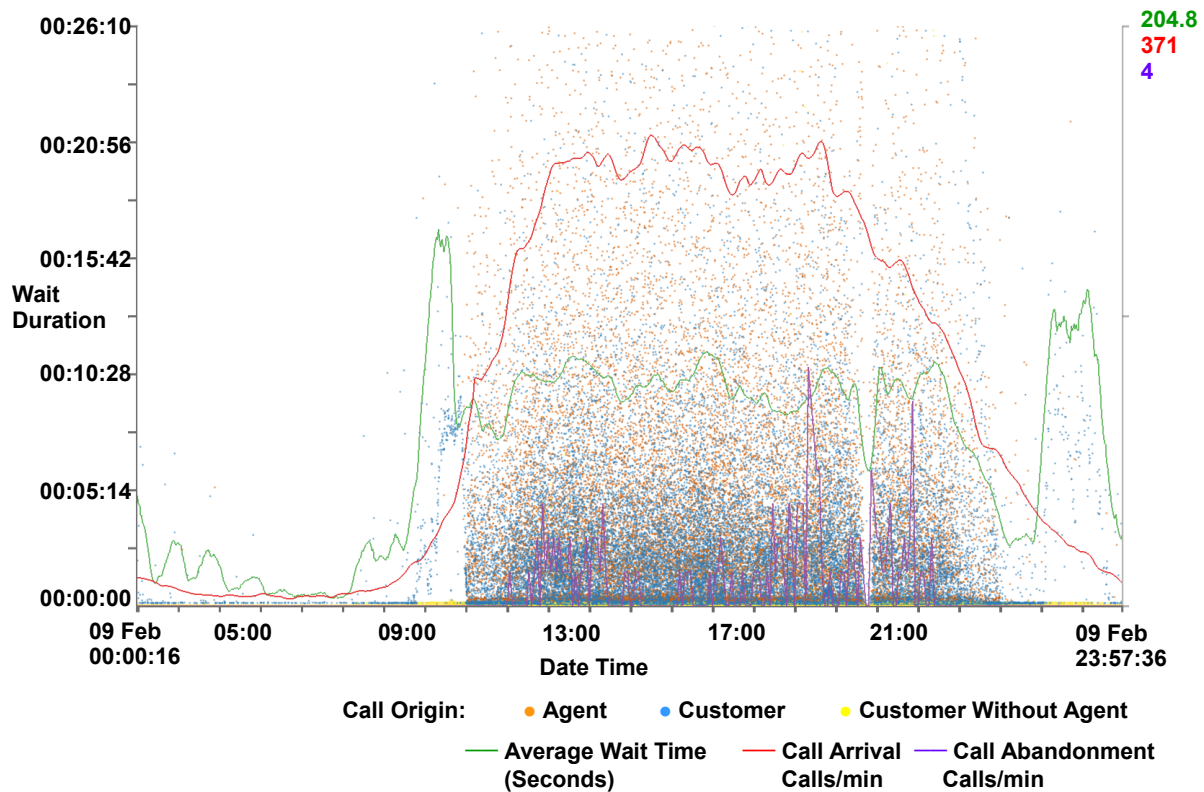 00:26:10
204.8
371
4
00:20:56
00:15:42
Wait
Duration
00:10:28
00:05:14
00:00:00
09 Feb
00:00:16
05:00
09:00
13:00
17:00
21:00
09 Feb
23:57:36
Date Time
Call Origin: Agent Customer Customer Without Agent
Average Wait Time
(Seconds)
Call Arrival
Calls/min
Call Abandonment
Calls/min